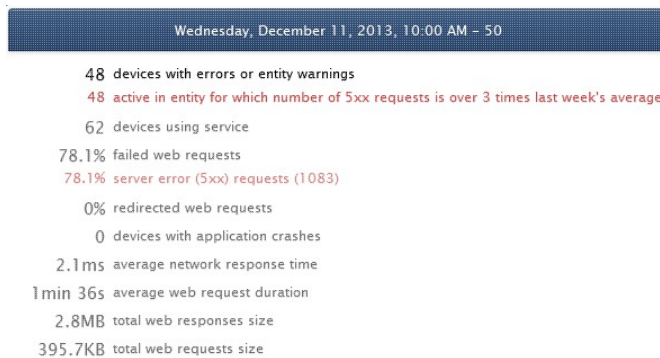 Wednesday, December 11, 2013, 10:00 AM - 50
48 devices with errors or entity warnings
48 active in entity for which number of 5xx requests is over 3 times last week's average
62 devices using service
78.1% failed web requests
78.1% server error (5xx) requests (1083)
0% redirected web requests
0 devices with application crashes
2.1ms average network response time
1min 36s average web request duration
2.8MB total web responses size
395.7KB total web requests size